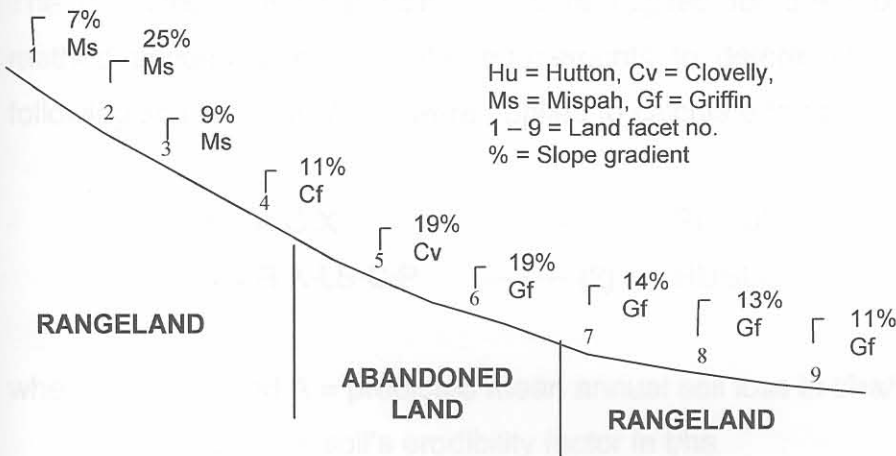 7%
Ms
1
25%
Ms
2
9%
Ms
3
11%
Cf
4
19%
Cv
5
19%
Gf
6
14%
Gf
7
13%
Gf
8
11%
Gf
9
Hu = Hutton, Cv = Clovelly,
Ms = Mispah, Gf = Griffin
1 – 9 = Land facet no.
% = Slope gradient
RANGELAND
ABANDONED
LAND
RANGELAND